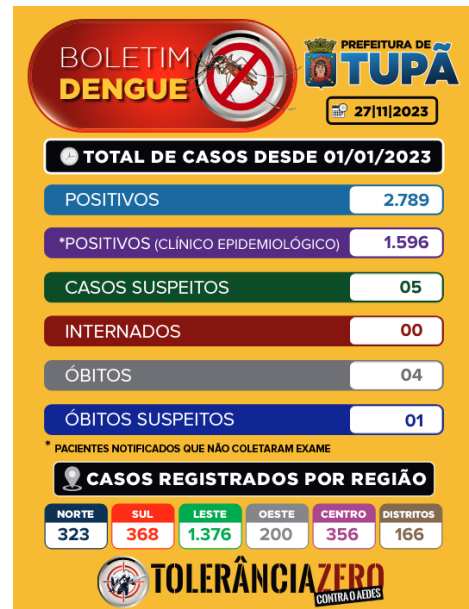 BOLETIM
DENGUE
PREFEITURA DE
TUPÃ
27|11|2023
TOTAL DE CASOS DESDE 01/01/2023
POSITIVOS 2.789
*POSITIVOS (CLÍNICO EPIDEMIOLÓGICO) 1.596
CASOS SUSPEITOS 05
INTERNADOS 00
ÓBITOS 04
ÓBITOS SUSPEITOS 01
* PACIENTES NOTIFICADOS QUE NÃO COLETARAM EXAME
CASOS REGISTRADOS POR REGIÃO
NORTE SUL LESTE OESTE CENTRO DISTRITOS
323 368 1.376 200 356 166
TOLERÂNCIAZERO
CONTRA O AEDES